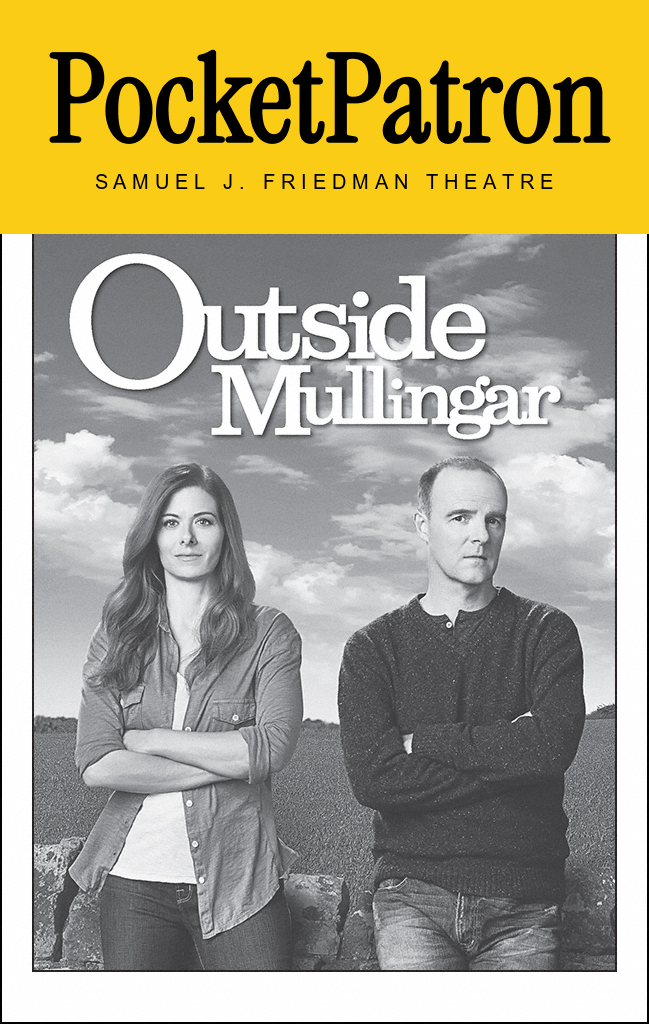 PocketPatron
SAMUEL J. FRIEDMAN THEATRE
Outside
Mullingar